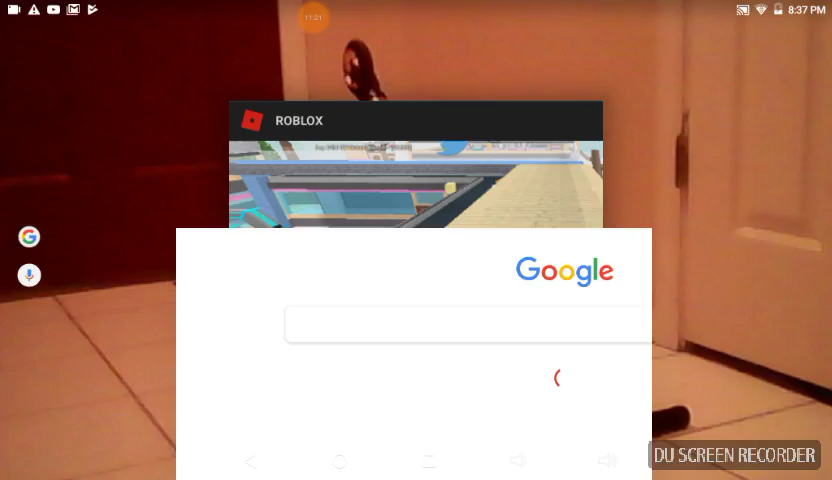 11:21
8:37 PM
ROBLOX
Google
DU SCREEN RECORDER